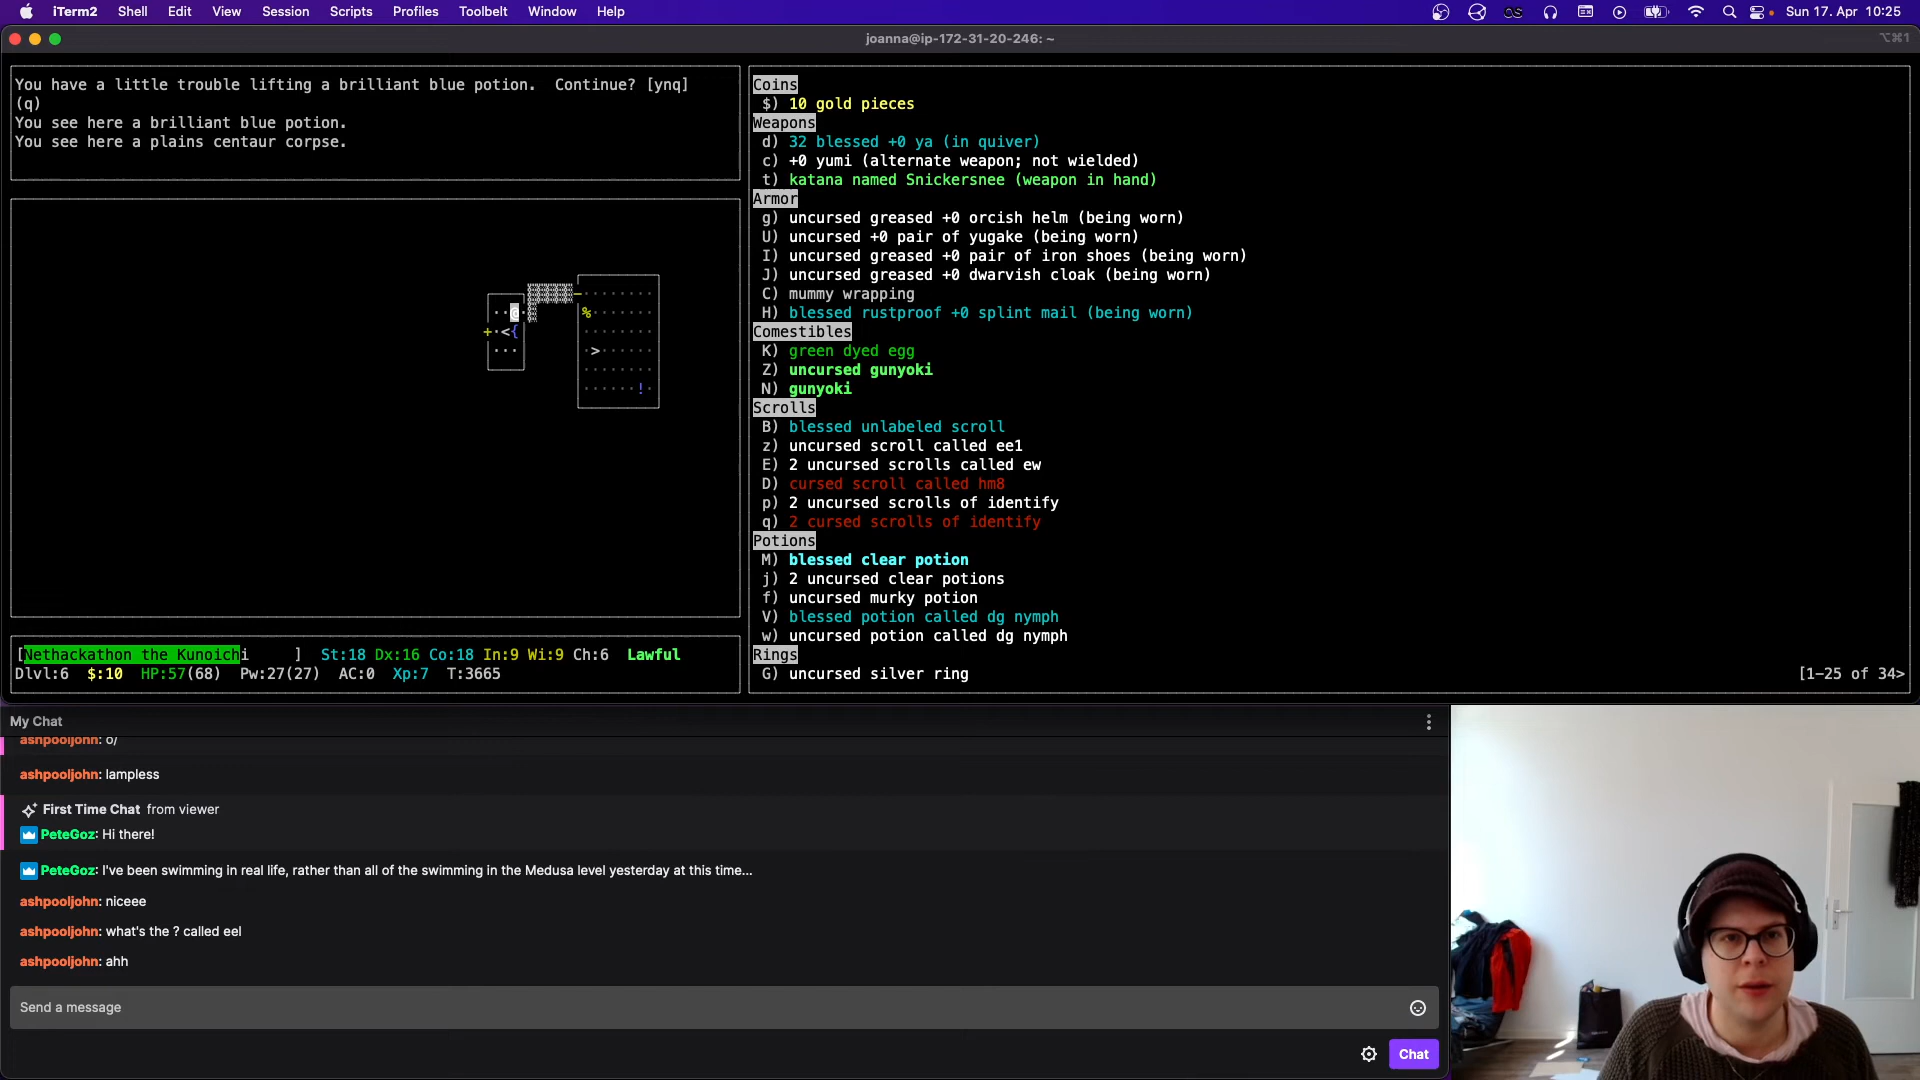 iTerm2 Shell Edit View Session Scripts Profiles Toolbelt Window Help Sun 17. Apr 10:25
joanna@ip-172-31-20-246: ~ ⌥⌘1
You have a little trouble lifting a brilliant blue potion.  Continue? [ynq]
(q)
You see here a brilliant blue potion.
You see here a plains centaur corpse.
[Nethackathon the Kunoichi     ]  St:18 Dx:16 Co:18 In:9 Wi:9 Ch:6  Lawful
Dlvl:6  $:10  HP:57(68)  Pw:27(27)  AC:0  Xp:7  T:3665
Coins
$) 10 gold pieces
Weapons
d) 32 blessed +0 ya (in quiver)
c) +0 yumi (alternate weapon; not wielded)
t) katana named Snickersnee (weapon in hand)
Armor
g) uncursed greased +0 orcish helm (being worn)
U) uncursed +0 pair of yugake (being worn)
I) uncursed greased +0 pair of iron shoes (being worn)
J) uncursed greased +0 dwarvish cloak (being worn)
C) mummy wrapping
H) blessed rustproof +0 splint mail (being worn)
Comestibles
K) green dyed egg
Z) uncursed gunyoki
N) gunyoki
Scrolls
B) blessed unlabeled scroll
z) uncursed scroll called ee1
E) 2 uncursed scrolls called ew
D) cursed scroll called hm8
p) 2 uncursed scrolls of identify
q) 2 cursed scrolls of identify
Potions
M) blessed clear potion
j) 2 uncursed clear potions
f) uncursed murky potion
V) blessed potion called dg nymph
w) uncursed potion called dg nymph
Rings
G) uncursed silver ring
[1-25 of 34>
My Chat
ashpooljohn: o/
ashpooljohn: lampless
First Time Chat from viewer
PeteGoz: Hi there!
PeteGoz: I've been swimming in real life, rather than all of the swimming in the Medusa level yesterday at this time...
ashpooljohn: niceee
ashpooljohn: what's the ? called eel
ashpooljohn: ahh
Send a message
Chat